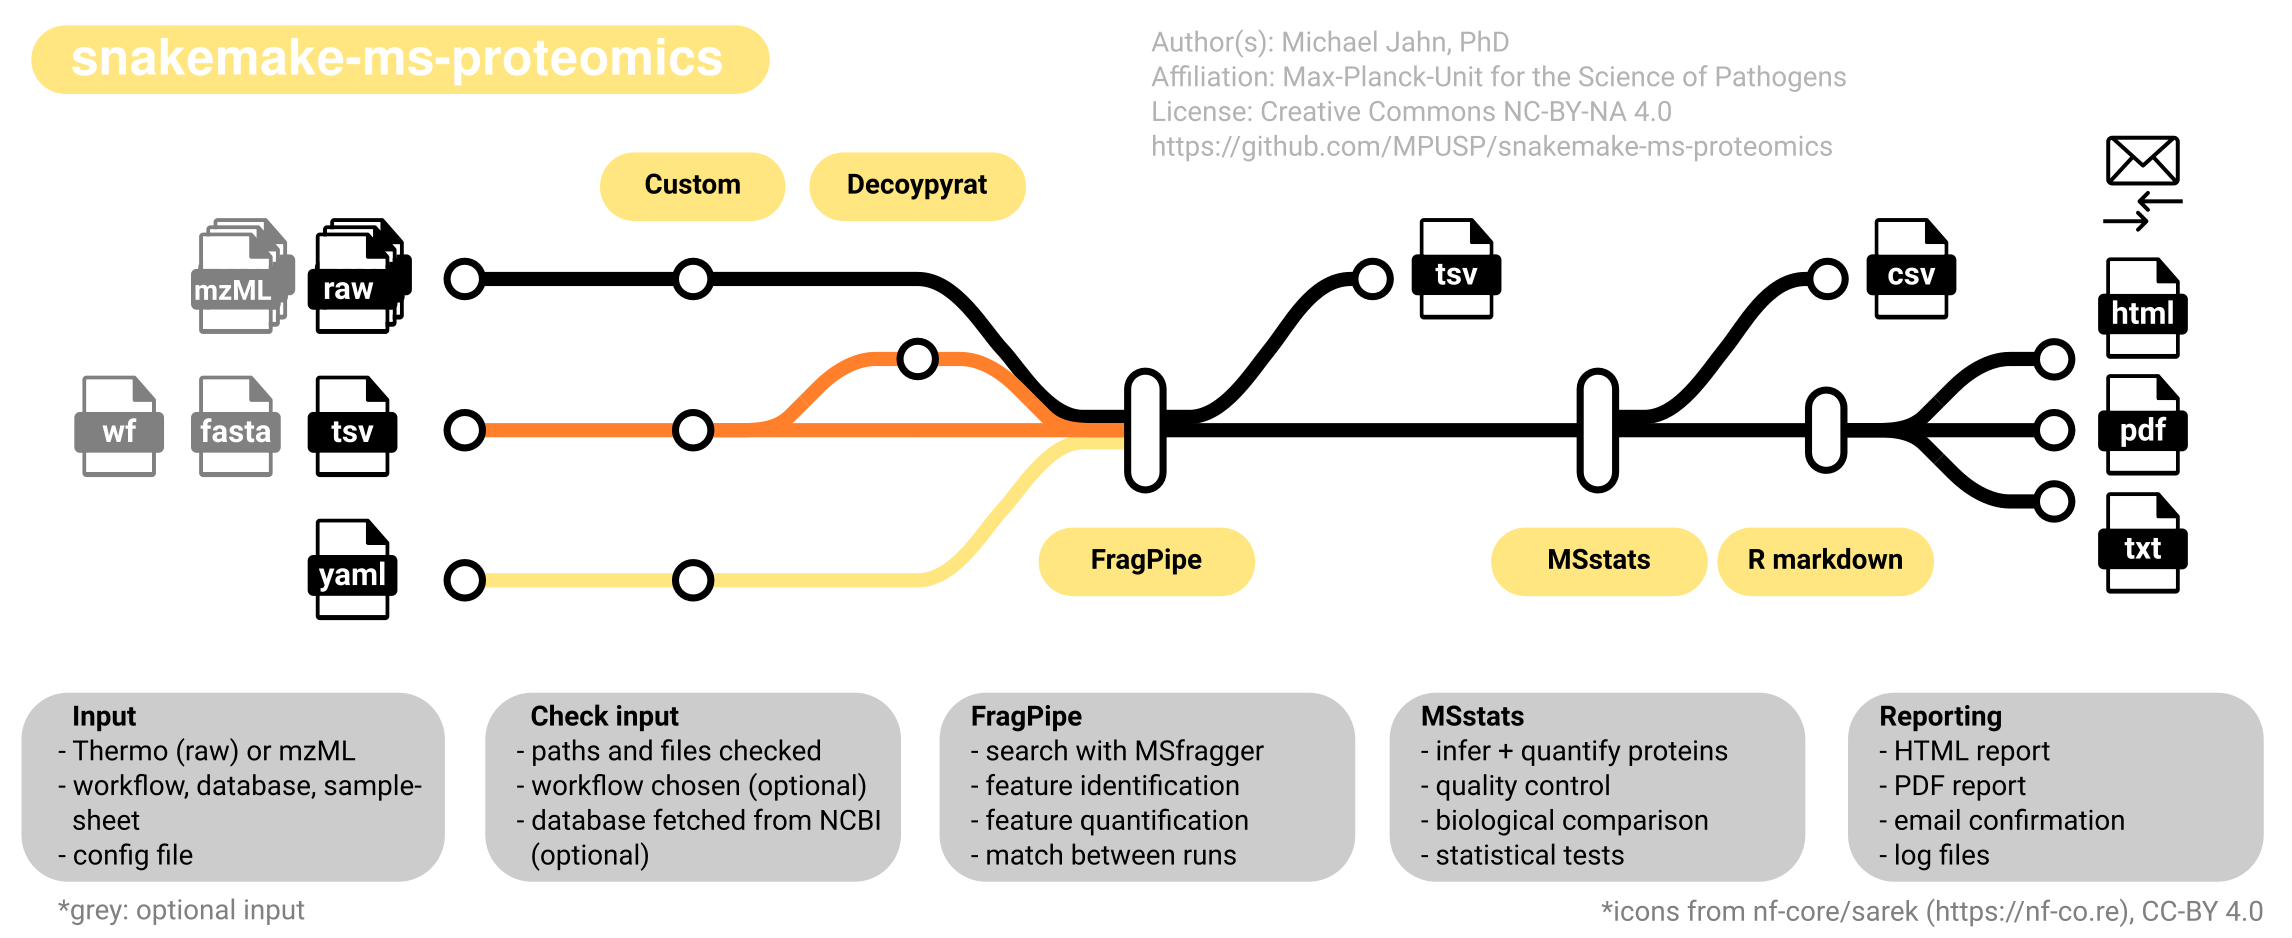 snakemake-ms-proteomics
Author(s): Michael Jahn, PhD
Affiliation: Max-Planck-Unit for the Science of Pathogens
License: Creative Commons NC-BY-NA 4.0
https://github.com/MPUSP/snakemake-ms-proteomics
Custom
Decoypyrat
mzML
raw
tsv
csv
html
wf
fasta
tsv
pdf
yaml
FragPipe
MSstats
R markdown
txt
Input
- Thermo (raw) or mzML
- workflow, database, sample-
sheet
- config file
Check input
- paths and files checked
- workflow chosen (optional)
- database fetched from NCBI
(optional)
FragPipe
- search with MSfragger
- feature identification
- feature quantification
- match between runs
MSstats
- infer + quantify proteins
- quality control
- biological comparison
- statistical tests
Reporting
- HTML report
- PDF report
- email confirmation
- log files
*grey: optional input
*icons from nf-core/sarek (https://nf-co.re), CC-BY 4.0